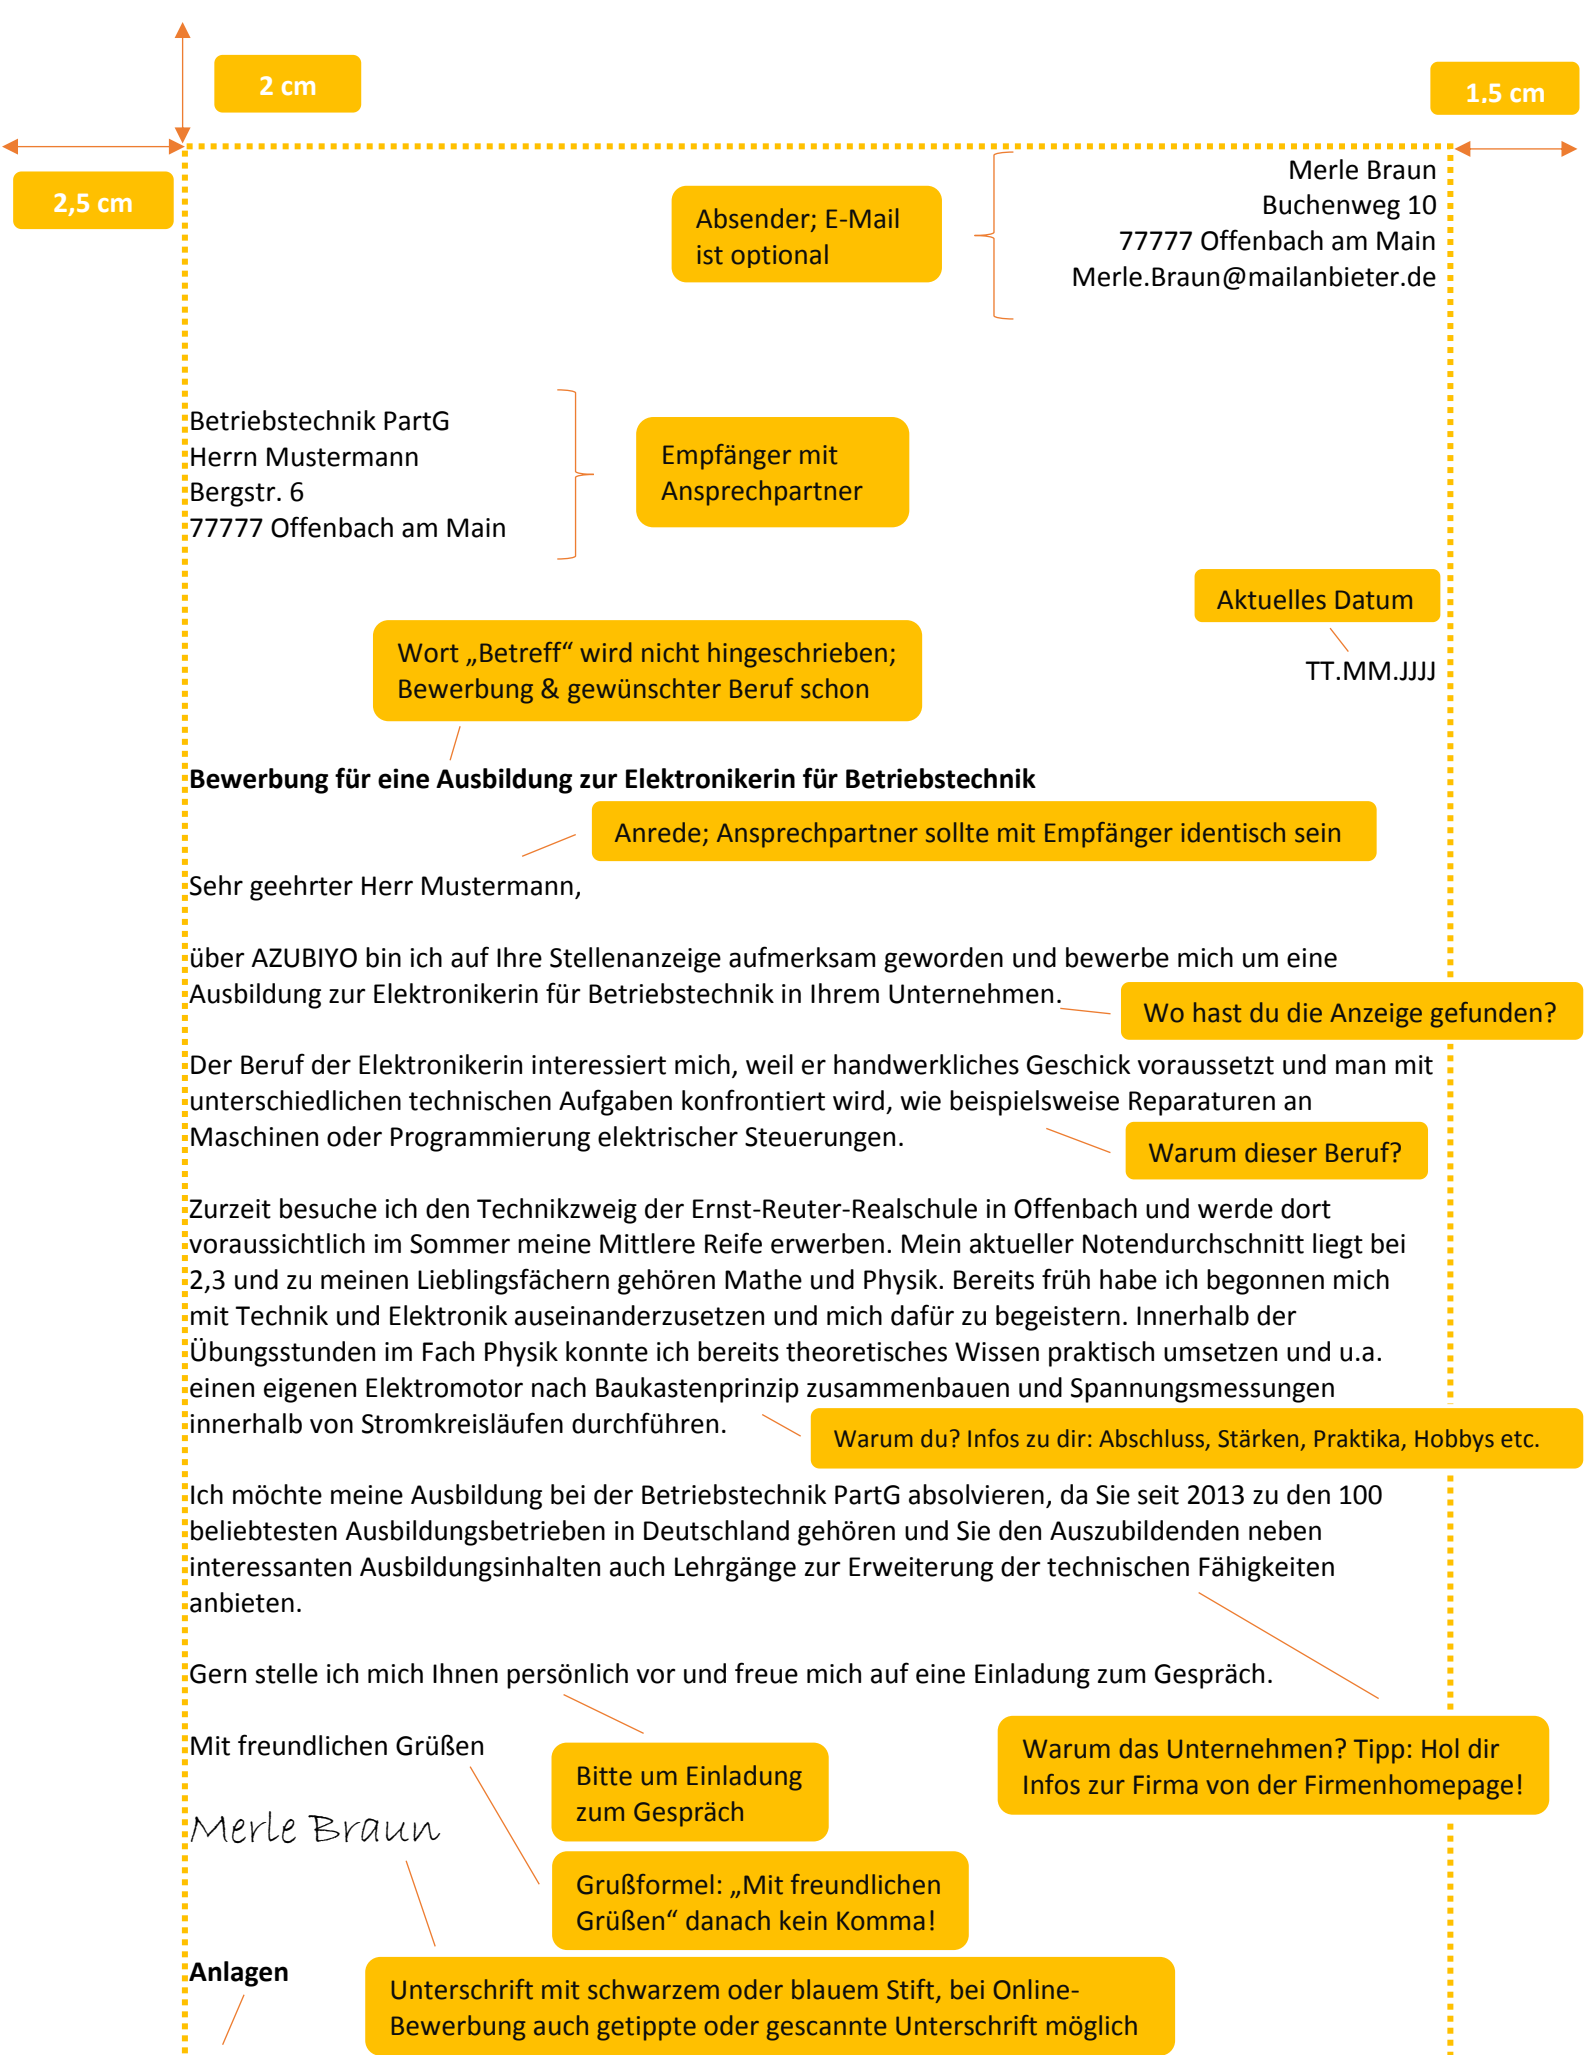 2 cm
1,5 cm
2,5 cm
Merle Braun
Buchenweg 10
77777 Offenbach am Main
Merle.Braun@mailanbieter.de
Absender; E-Mail
ist optional
Betriebstechnik PartG
Herrn Mustermann
Bergstr. 6
77777 Offenbach am Main
Empfänger mit
Ansprechpartner
Aktuelles Datum
TT.MM.JJJJ
Wort „Betreff“ wird nicht hingeschrieben;
Bewerbung & gewünschter Beruf schon
Bewerbung für eine Ausbildung zur Elektronikerin für Betriebstechnik
Anrede; Ansprechpartner sollte mit Empfänger identisch sein
Sehr geehrter Herr Mustermann,
über AZUBIYO bin ich auf Ihre Stellenanzeige aufmerksam geworden und bewerbe mich um eine
Ausbildung zur Elektronikerin für Betriebstechnik in Ihrem Unternehmen.
Wo hast du die Anzeige gefunden?
Der Beruf der Elektronikerin interessiert mich, weil er handwerkliches Geschick voraussetzt und man mit
unterschiedlichen technischen Aufgaben konfrontiert wird, wie beispielsweise Reparaturen an
Maschinen oder Programmierung elektrischer Steuerungen.
Warum dieser Beruf?
Zurzeit besuche ich den Technikzweig der Ernst-Reuter-Realschule in Offenbach und werde dort
voraussichtlich im Sommer meine Mittlere Reife erwerben. Mein aktueller Notendurchschnitt liegt bei
2,3 und zu meinen Lieblingsfächern gehören Mathe und Physik. Bereits früh habe ich begonnen mich
mit Technik und Elektronik auseinanderzusetzen und mich dafür zu begeistern. Innerhalb der
Übungsstunden im Fach Physik konnte ich bereits theoretisches Wissen praktisch umsetzen und u.a.
einen eigenen Elektromotor nach Baukastenprinzip zusammenbauen und Spannungsmessungen
innerhalb von Stromkreisläufen durchführen.
Warum du? Infos zu dir: Abschluss, Stärken, Praktika, Hobbys etc.
Ich möchte meine Ausbildung bei der Betriebstechnik PartG absolvieren, da Sie seit 2013 zu den 100
beliebtesten Ausbildungsbetrieben in Deutschland gehören und Sie den Auszubildenden neben
interessanten Ausbildungsinhalten auch Lehrgänge zur Erweiterung der technischen Fähigkeiten
anbieten.
Gern stelle ich mich Ihnen persönlich vor und freue mich auf eine Einladung zum Gespräch.
Mit freundlichen Grüßen
Warum das Unternehmen? Tipp: Hol dir
Infos zur Firma von der Firmenhomepage!
Bitte um Einladung
zum Gespräch
Merle Braun
Grußformel: „Mit freundlichen
Grüßen“ danach kein Komma!
Anlagen
Unterschrift mit schwarzem oder blauem Stift, bei Online-
Bewerbung auch getippte oder gescannte Unterschrift möglich